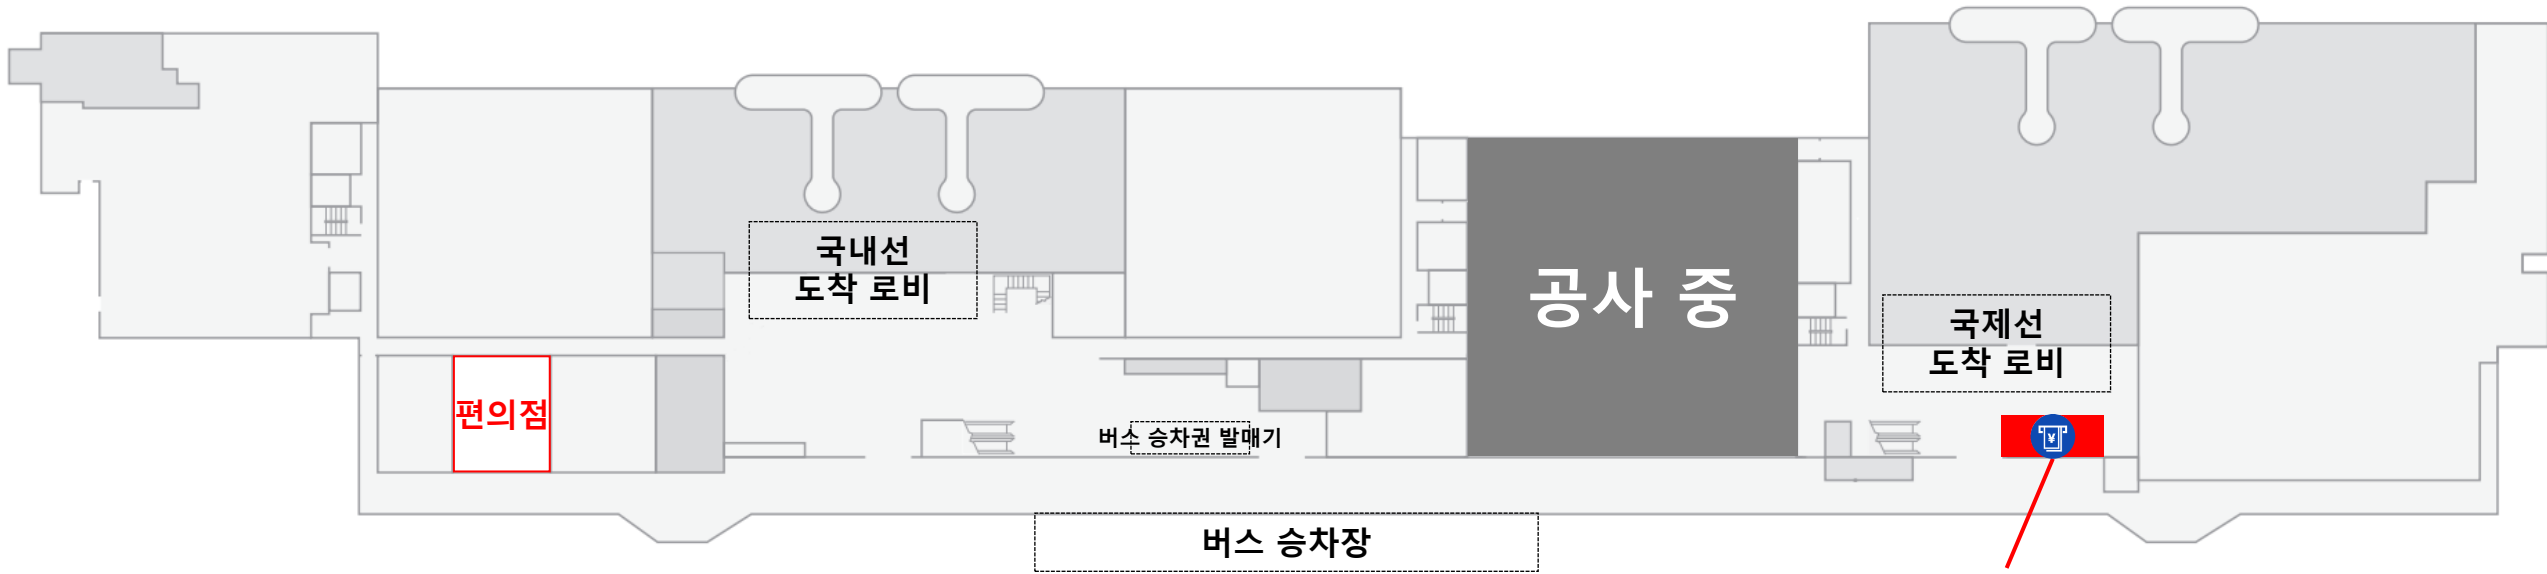 국내선
도착 로비
공사 중
국제선
도착 로비
편의점
버스 승차권 발매기
¥
버스 승차장